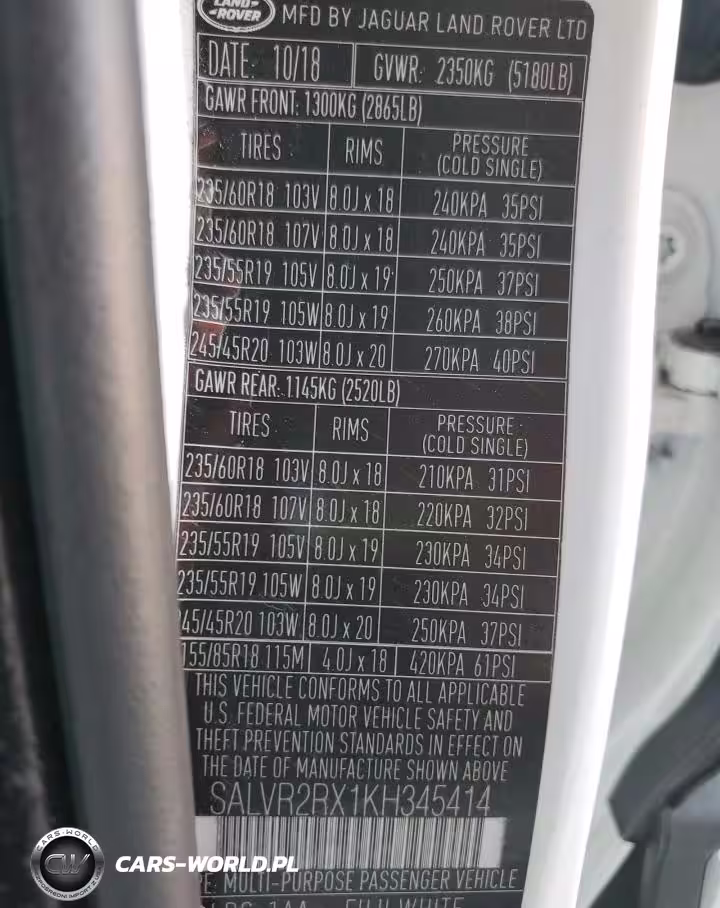 LAND-ROVER
MFD BY JAGUAR LAND ROVER LTD
DATE: 10/18 GVWR: 2350KG (5180LB)
GAWR FRONT: 1300KG (2865LB)
TIRES RIMS PRESSURE (COLD SINGLE)
235/60R18 103V 8.0J x 18 240KPA 35PSI
235/60R18 107V 8.0J x 18 240KPA 35PSI
235/55R19 105V 8.0J x 19 250KPA 37PSI
235/55R19 105W 8.0J x 19 260KPA 38PSI
245/45R20 103W 8.0J x 20 270KPA 40PSI
GAWR REAR: 1145KG (2520LB)
TIRES RIMS PRESSURE (COLD SINGLE)
235/60R18 103V 8.0J x 18 210KPA 31PSI
235/60R18 107V 8.0J x 18 220KPA 32PSI
235/55R19 105V 8.0J x 19 230KPA 34PSI
235/55R19 105W 8.0J x 19 230KPA 34PSI
45/45R20 103W 8.0J x 20 250KPA 37PSI
155/85R18 115M 4.0J x 18 420KPA 61PSI
THIS VEHICLE CONFORMS TO ALL APPLICABLE
U.S. FEDERAL MOTOR VEHICLE SAFETY AND
THEFT PREVENTION STANDARDS IN EFFECT ON
THE DATE OF MANUFACTURE SHOWN ABOVE
SALVR2RX1KH345414
E: MULTI-PURPOSE PASSENGER VEHICLE
CARS-WORLD
CW
CARS-WORLD.PL